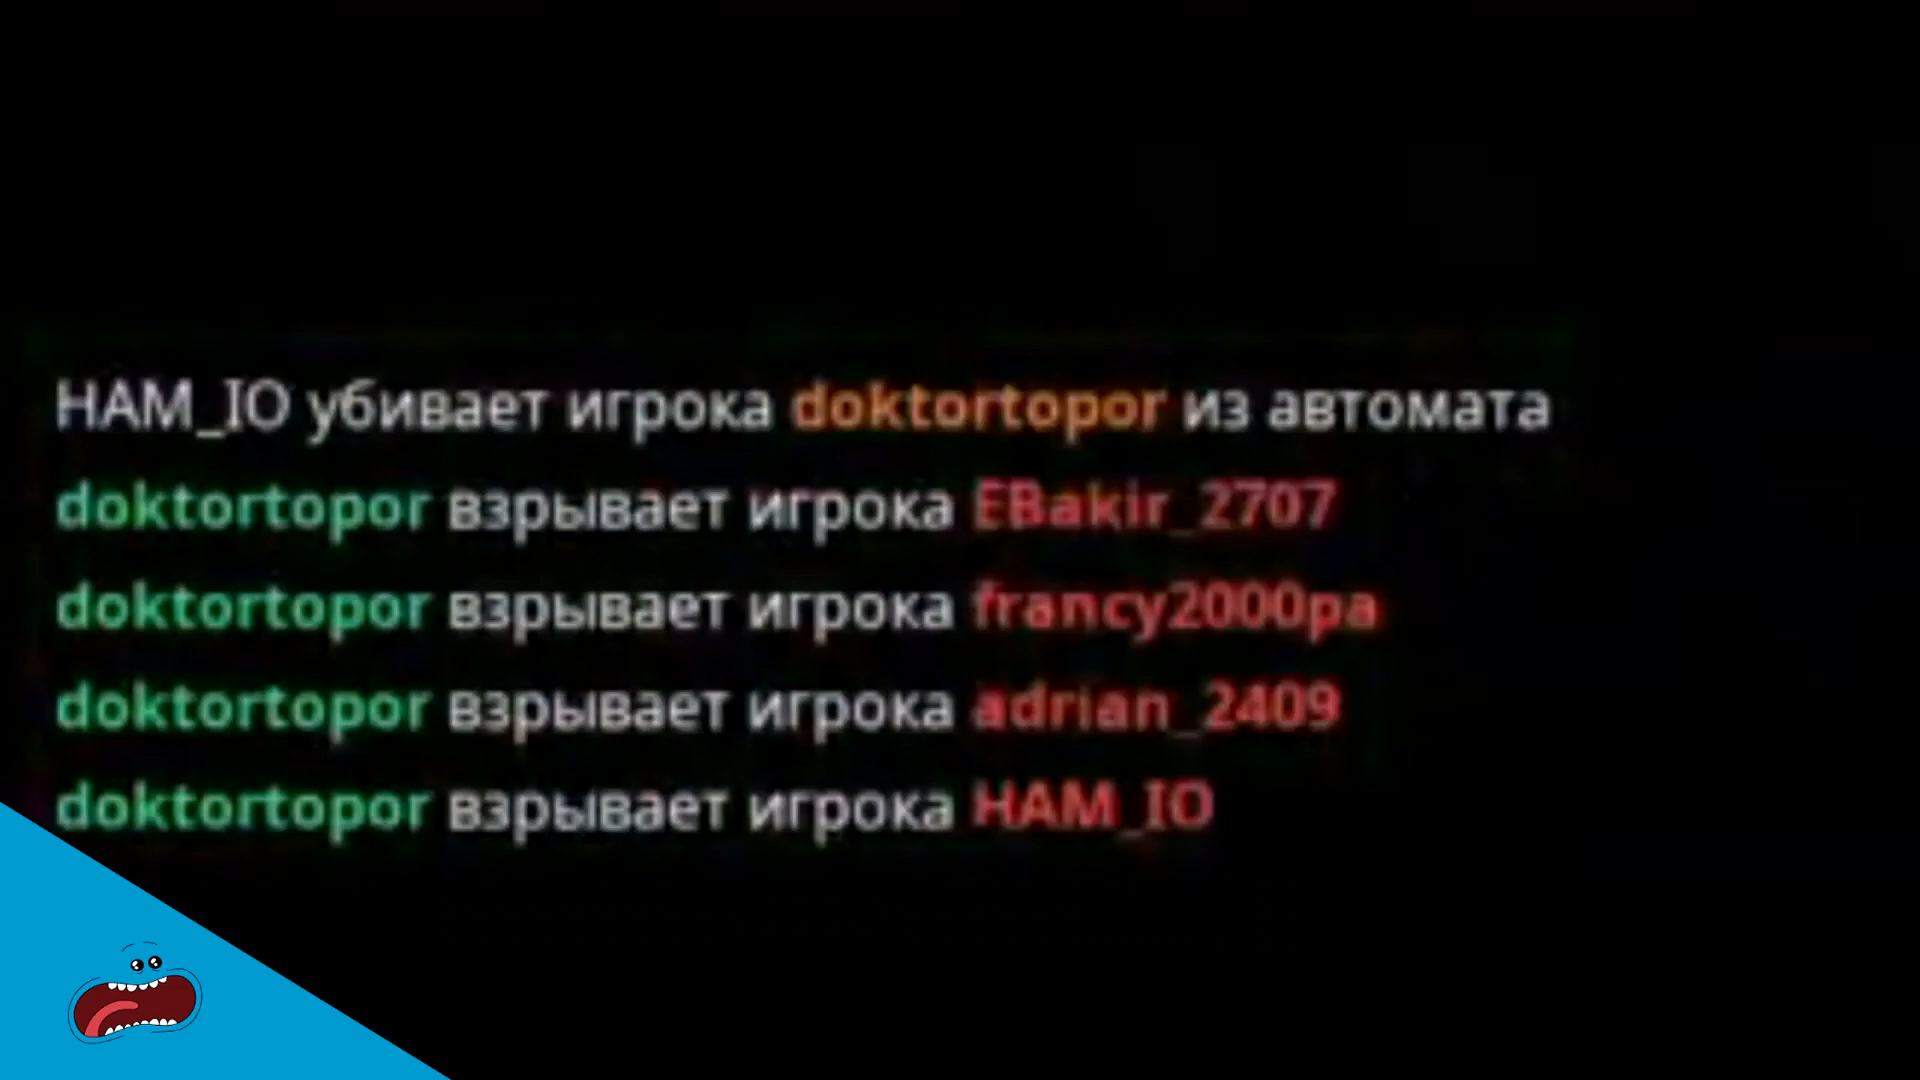 HAM_IO убивает игрока doktortopor из автомата
doktortopor взрывает игрока EBakir_2707
doktortopor взрывает игрока francy2000pa
doktortopor взрывает игрока adrian_2409
doktortopor взрывает игрока HAM_IO